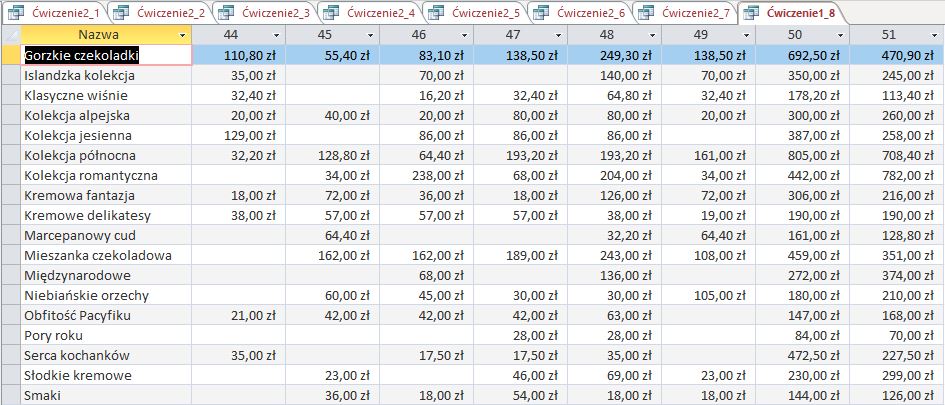 Ćwiczenie2_1 Ćwiczenie2_2 Ćwiczenie2_3 Ćwiczenie2_4 Ćwiczenie2_5 Ćwiczenie2_6 Ćwiczenie2_7 Ćwiczenie1_8
Nazwa 44 45 46 47 48 49 50 51
Gorzkie czekoladki 110,80 zł 55,40 zł 83,10 zł 138,50 zł 249,30 zł 138,50 zł 692,50 zł 470,90 zł
Islandzka kolekcja 35,00 zł 70,00 zł 140,00 zł 70,00 zł 350,00 zł 245,00 zł
Klasyczne wiśnie 32,40 zł 16,20 zł 32,40 zł 64,80 zł 32,40 zł 178,20 zł 113,40 zł
Kolekcja alpejska 20,00 zł 40,00 zł 20,00 zł 80,00 zł 80,00 zł 20,00 zł 300,00 zł 260,00 zł
Kolekcja jesienna 129,00 zł 86,00 zł 86,00 zł 86,00 zł 387,00 zł 258,00 zł
Kolekcja północna 32,20 zł 128,80 zł 64,40 zł 193,20 zł 193,20 zł 161,00 zł 805,00 zł 708,40 zł
Kolekcja romantyczna 34,00 zł 238,00 zł 68,00 zł 204,00 zł 34,00 zł 442,00 zł 782,00 zł
Kremowa fantazja 18,00 zł 72,00 zł 36,00 zł 18,00 zł 126,00 zł 72,00 zł 306,00 zł 216,00 zł
Kremowe delikatesy 38,00 zł 57,00 zł 57,00 zł 57,00 zł 38,00 zł 19,00 zł 190,00 zł 190,00 zł
Marcepanowy cud 64,40 zł 32,20 zł 64,40 zł 161,00 zł 128,80 zł
Mieszanka czekoladowa 162,00 zł 162,00 zł 189,00 zł 243,00 zł 108,00 zł 459,00 zł 351,00 zł
Międzynarodowe 68,00 zł 136,00 zł 272,00 zł 374,00 zł
Niebiańskie orzechy 60,00 zł 45,00 zł 30,00 zł 30,00 zł 105,00 zł 180,00 zł 210,00 zł
Obfitość Pacyfiku 21,00 zł 42,00 zł 42,00 zł 42,00 zł 63,00 zł 147,00 zł 168,00 zł
Pory roku 28,00 zł 28,00 zł 84,00 zł 70,00 zł
Serca kochanków 35,00 zł 17,50 zł 17,50 zł 35,00 zł 472,50 zł 227,50 zł
Słodkie kremowe 23,00 zł 46,00 zł 69,00 zł 23,00 zł 230,00 zł 299,00 zł
Smaki 36,00 zł 18,00 zł 54,00 zł 18,00 zł 18,00 zł 144,00 zł 126,00 zł